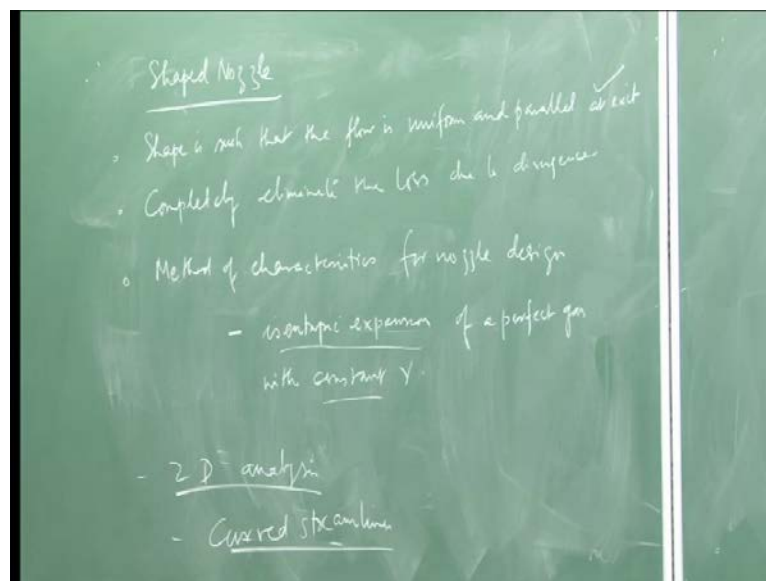 Shaped Nozzle
• Shape is such that the flow is uniform and parallel at exit ✓
• Completely eliminate the loss due to divergence.
• Method of characteristics for nozzle design
- isentropic expansion of a perfect gas
with constant γ.
- 2D - analysis
- Curved streamlines